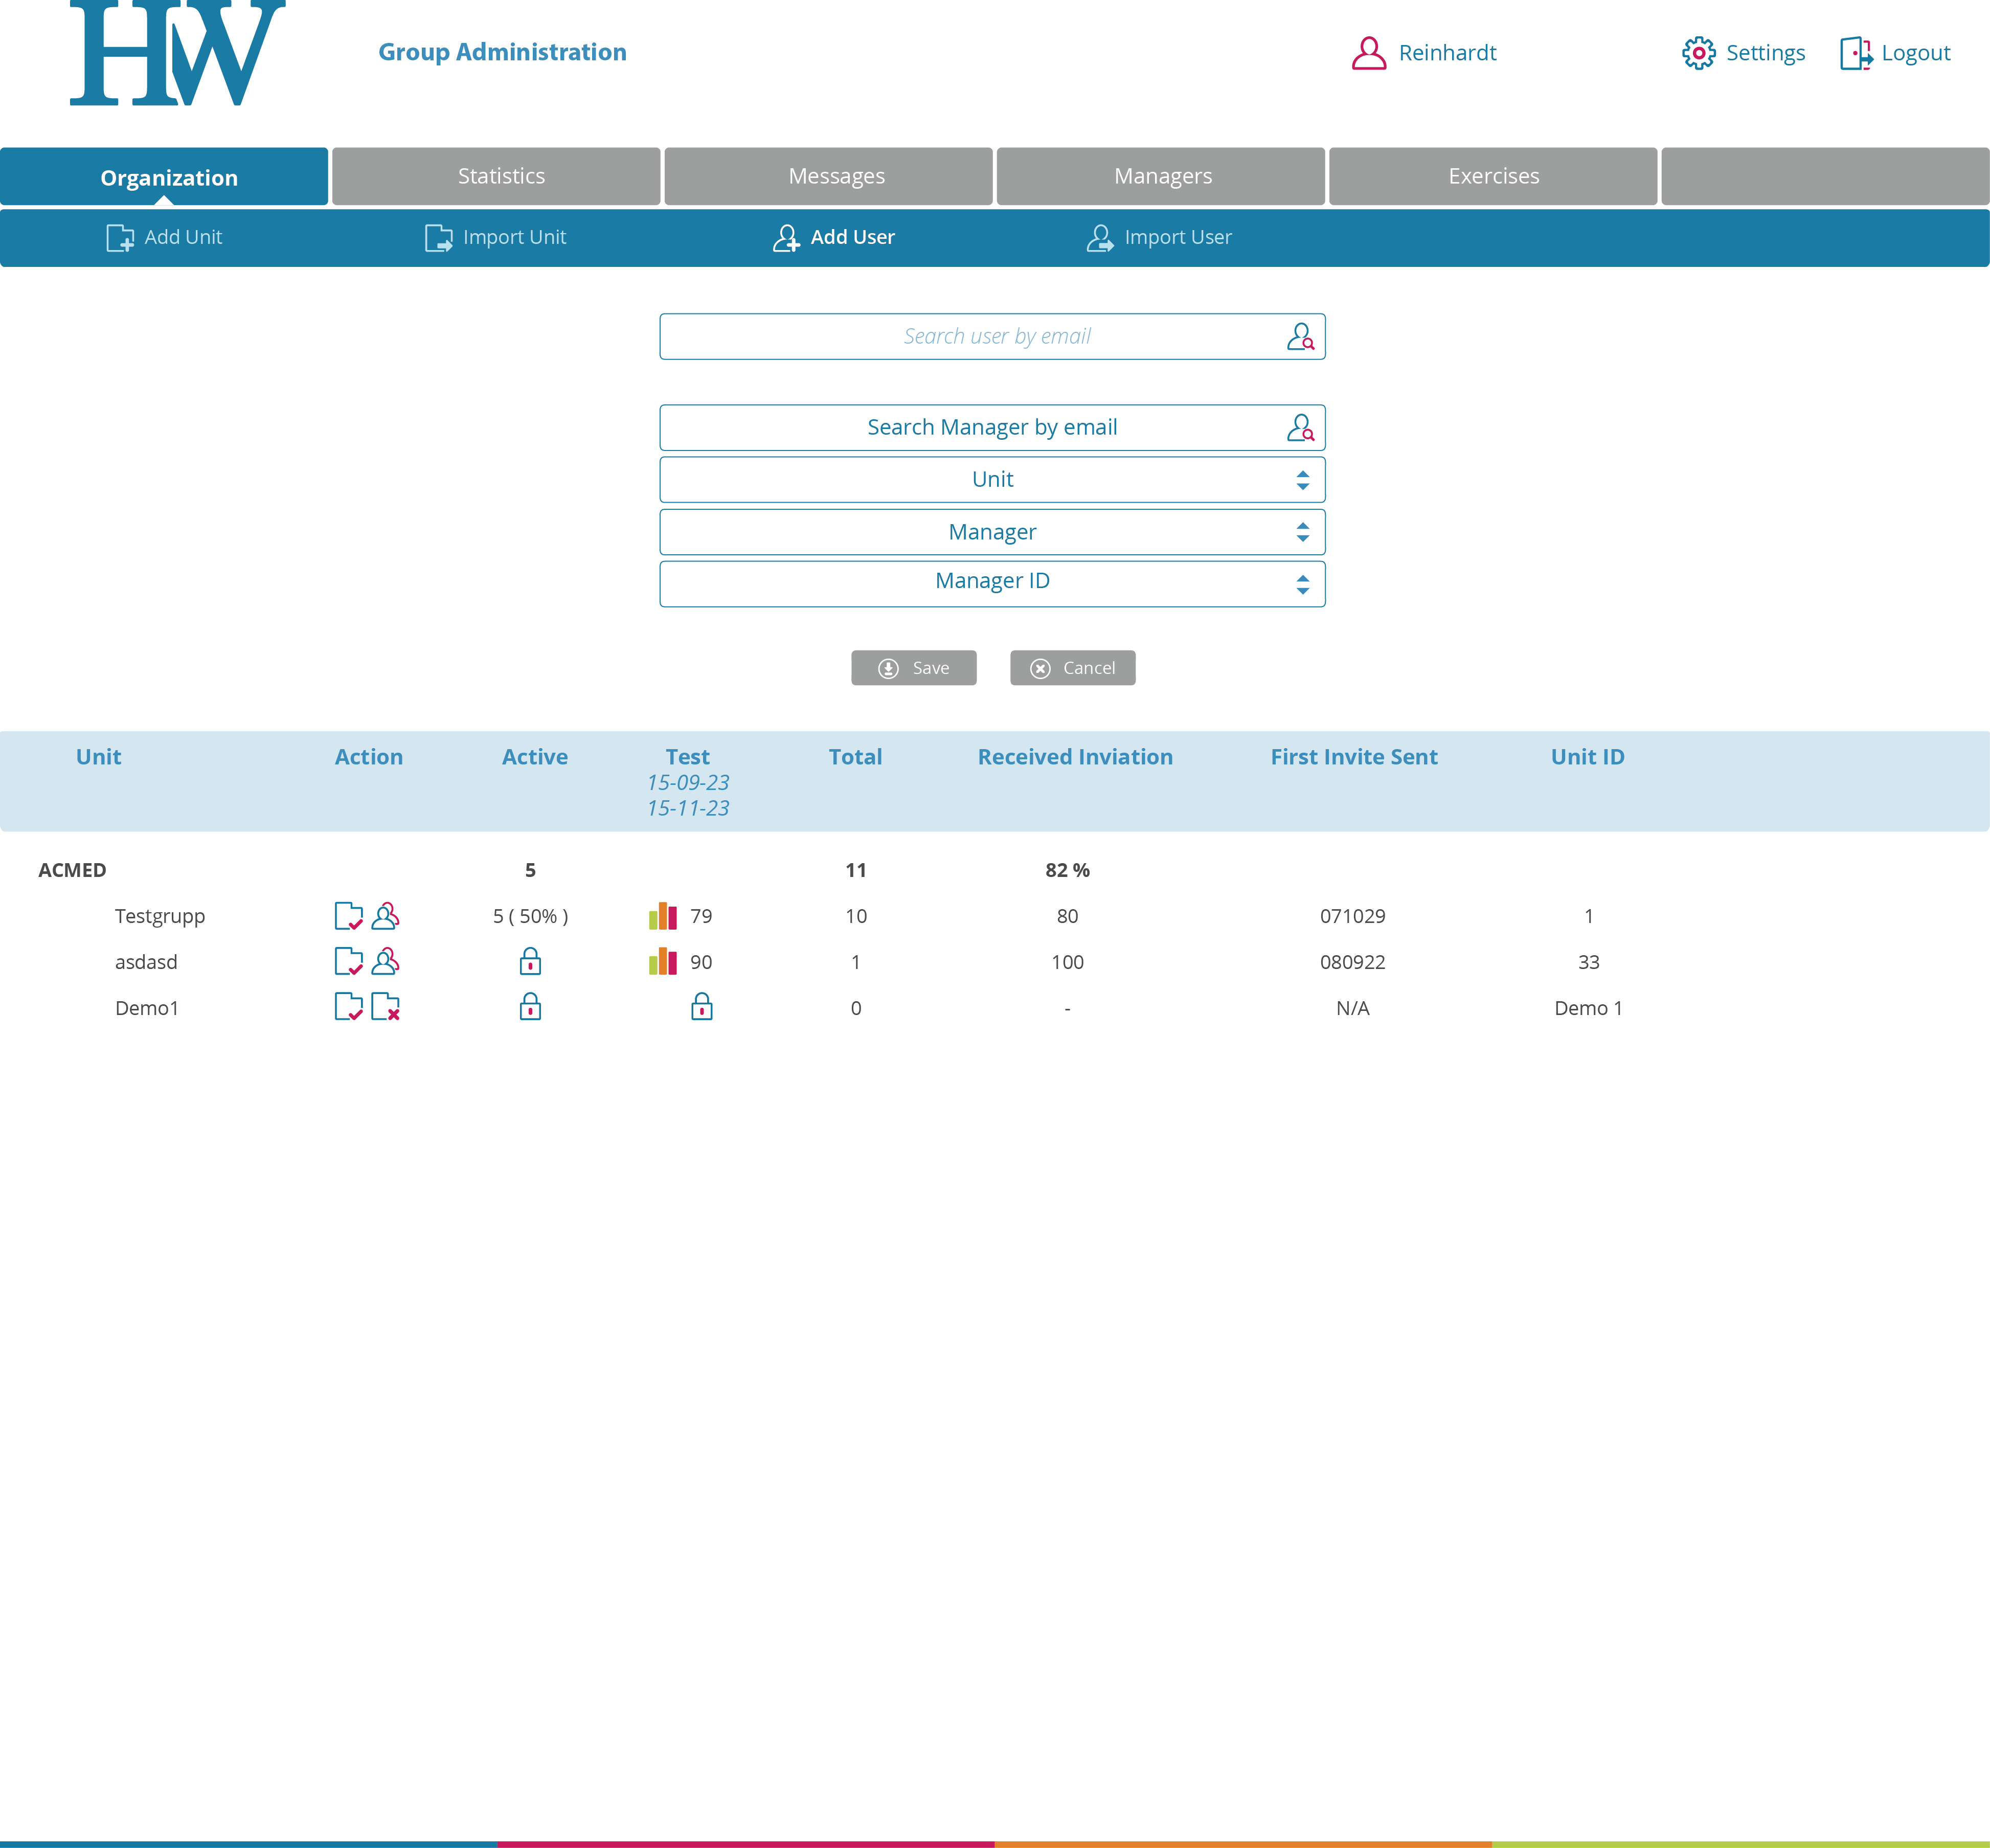 HW
Group Administration
Reinhardt
Settings
Logout
Organization
Statistics
Messages
Managers
Exercises
Add Unit
Import Unit
Add User
Import User
Search user by email
Search Manager by email
Unit
Manager
Manager ID
Save
Cancel
Unit Action Active Test Total Received Inviation First Invite Sent Unit ID
15-09-23
15-11-23
ACMED 5 11 82 %
Testgrupp 5 ( 50% ) 79 10 80 071029 1
asdasd 90 1 100 080922 33
Demo1 0 - N/A Demo 1